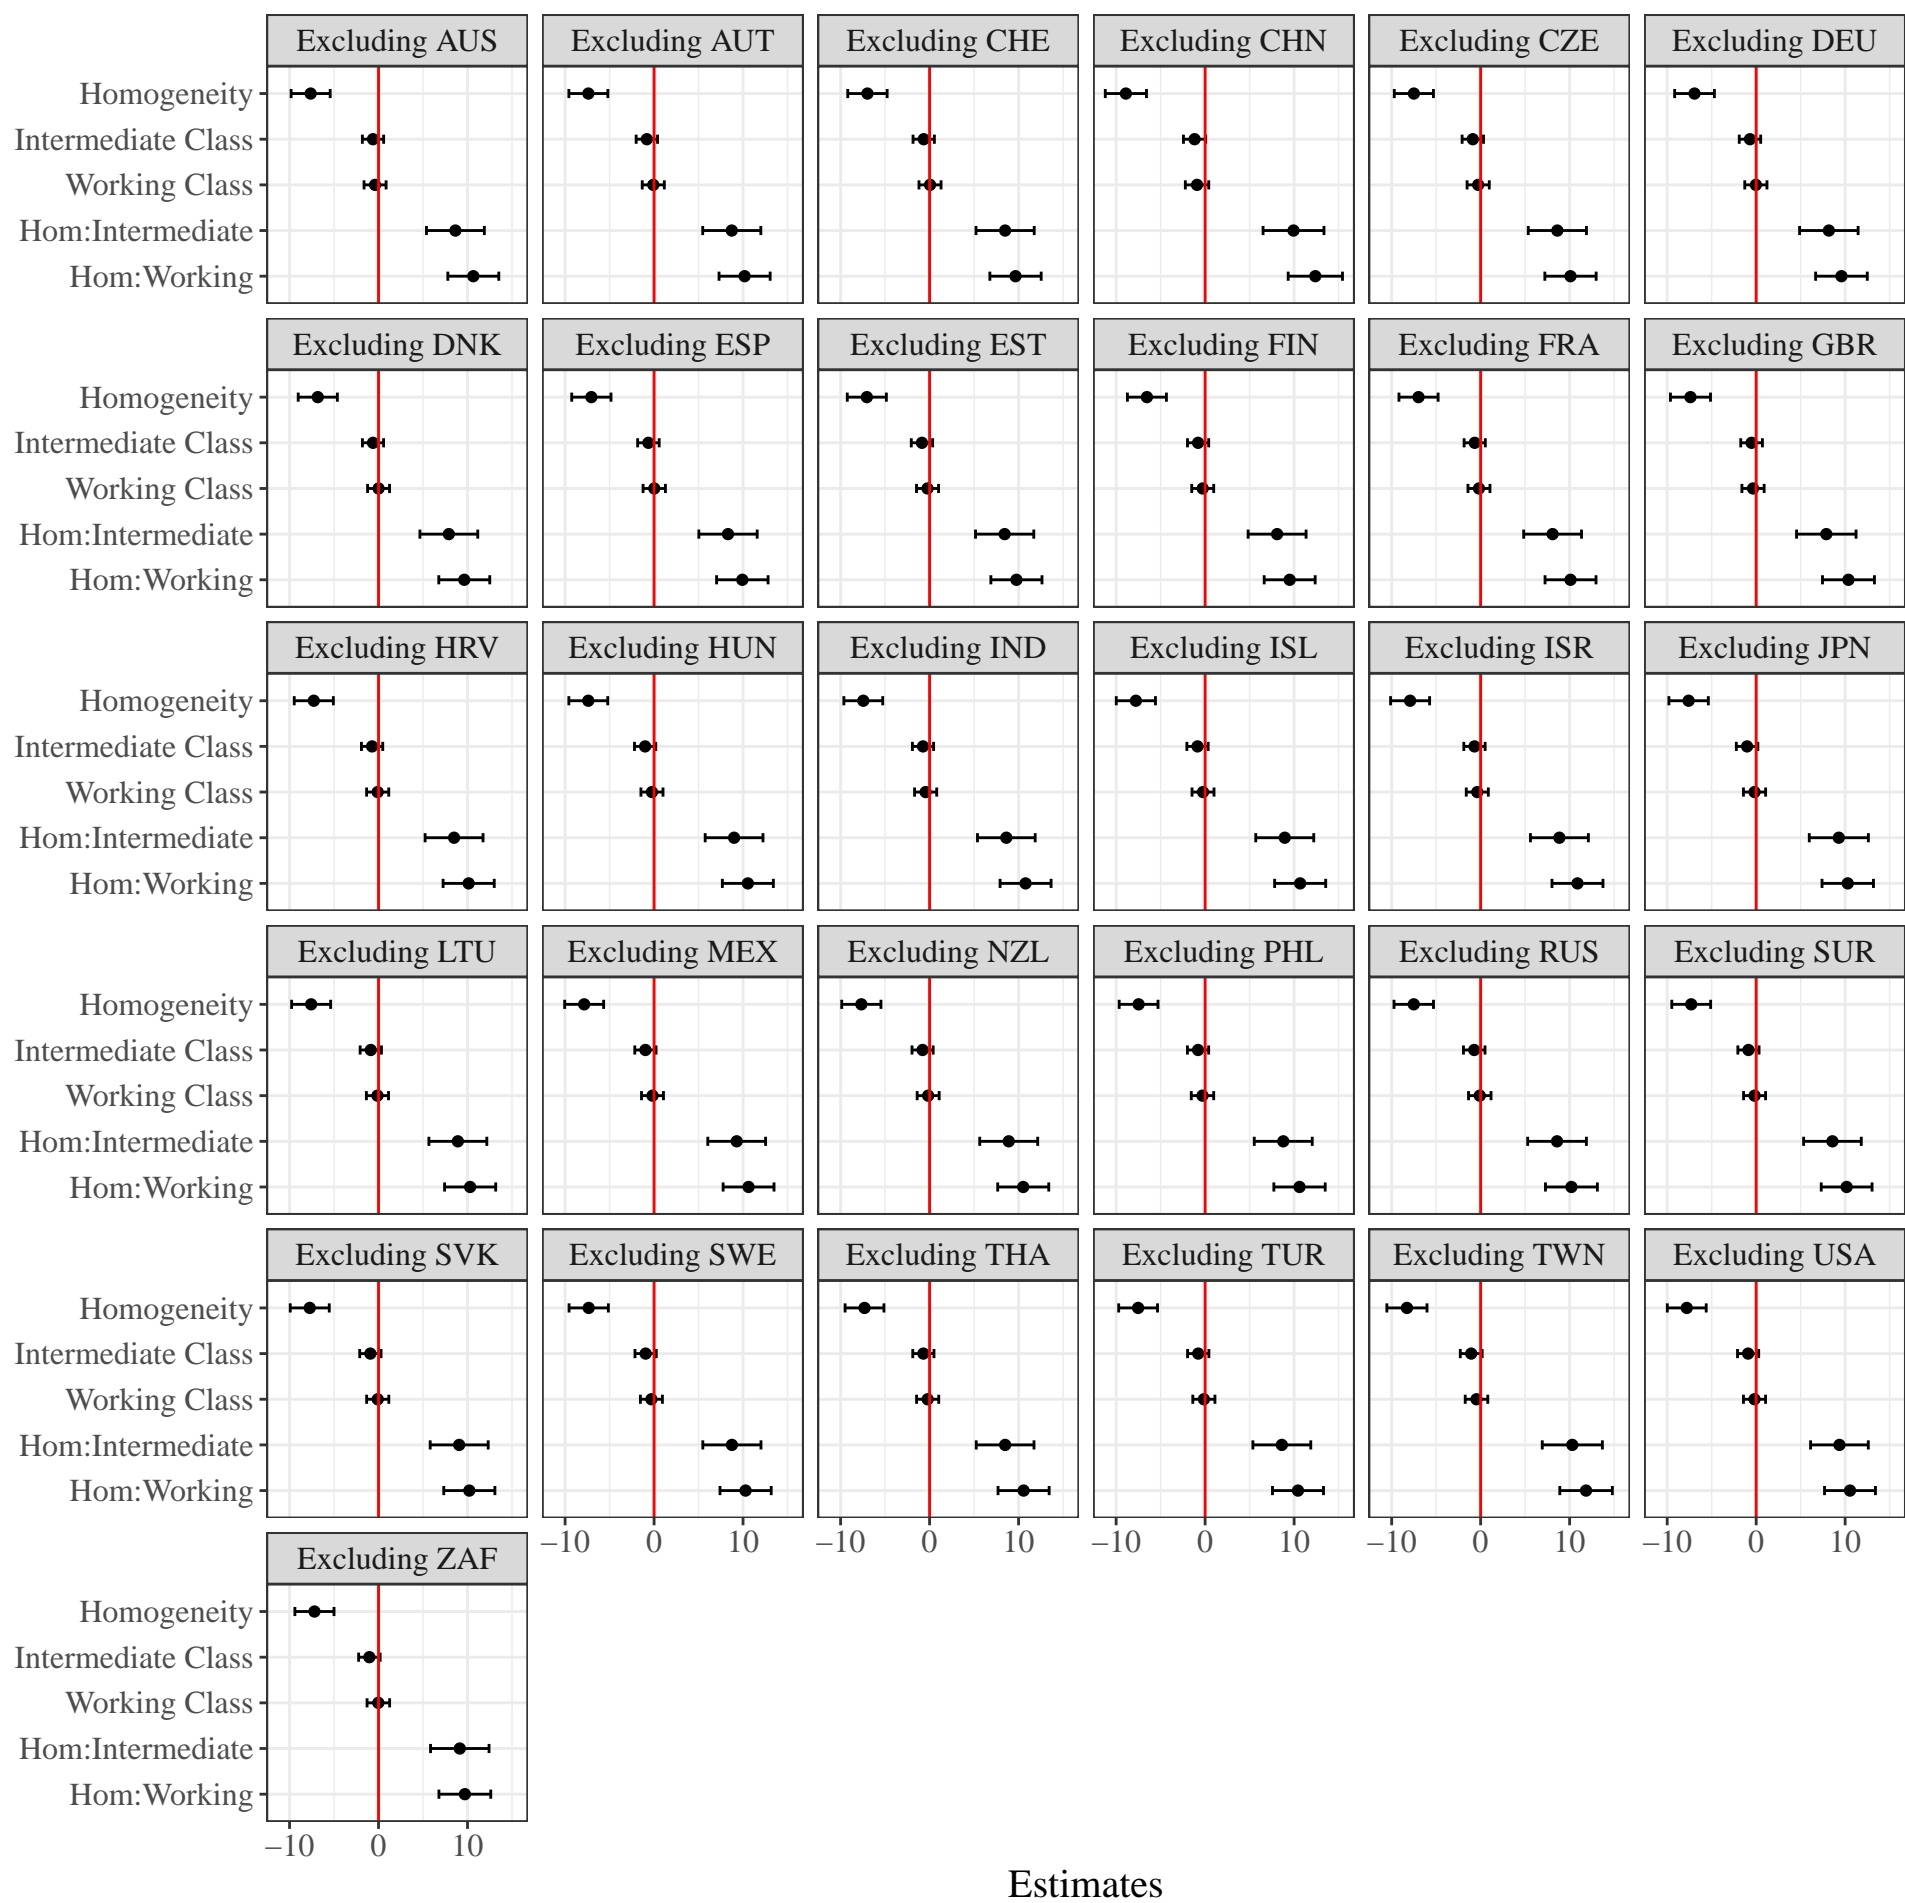 Excluding AUS Excluding AUT Excluding CHE Excluding CHN Excluding CZE Excluding DEU
Homogeneity
Intermediate Class
Working Class
Hom:Intermediate
Hom:Working
Excluding DNK Excluding ESP Excluding EST Excluding FIN Excluding FRA Excluding GBR
Homogeneity
Intermediate Class
Working Class
Hom:Intermediate
Hom:Working
Excluding HRV Excluding HUN Excluding IND Excluding ISL Excluding ISR Excluding JPN
Homogeneity
Intermediate Class
Working Class
Hom:Intermediate
Hom:Working
Excluding LTU Excluding MEX Excluding NZL Excluding PHL Excluding RUS Excluding SUR
Homogeneity
Intermediate Class
Working Class
Hom:Intermediate
Hom:Working
Excluding SVK Excluding SWE Excluding THA Excluding TUR Excluding TWN Excluding USA
Homogeneity
Intermediate Class
Working Class
Hom:Intermediate
Hom:Working
−10 0 10 −10 0 10 −10 0 10 −10 0 10 −10 0 10
Excluding ZAF
Homogeneity
Intermediate Class
Working Class
Hom:Intermediate
Hom:Working
−10 0 10
Estimates